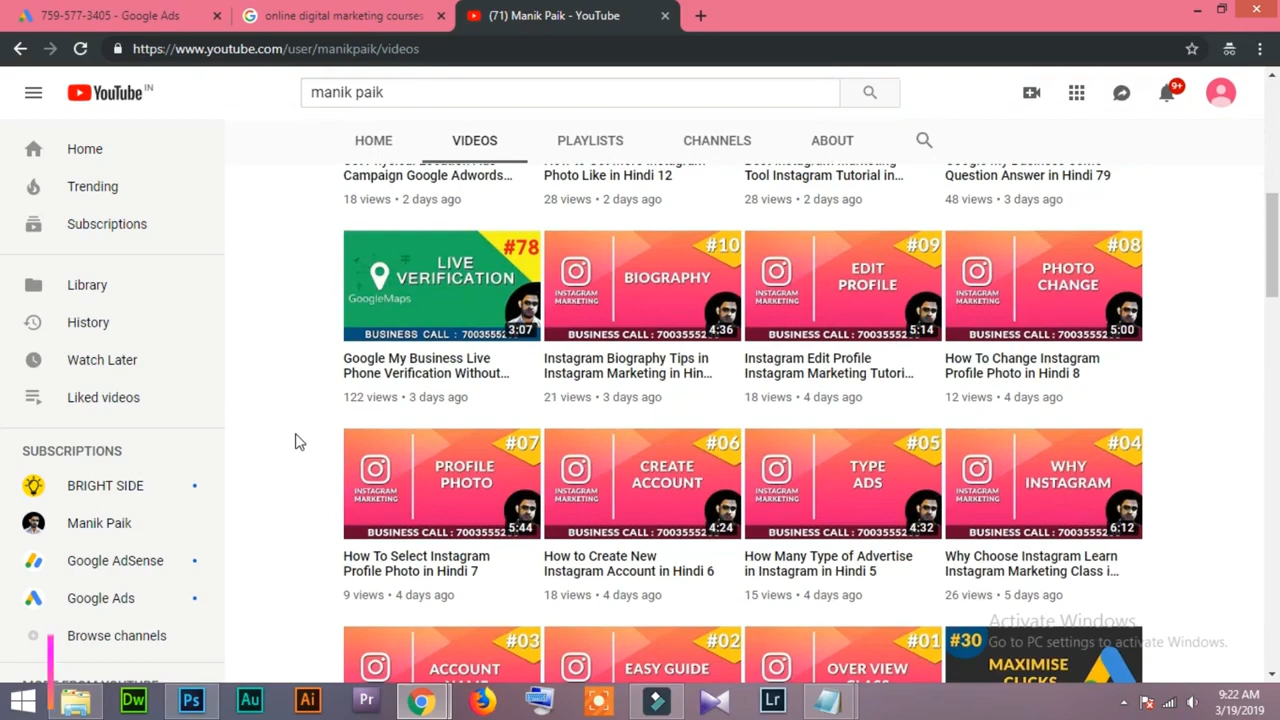 759-577-3405 - Google Ads
online digital marketing courses
(71) Manik Paik - YouTube
https://www.youtube.com/user/manikpaik/videos
YouTube IN
manik paik
9+
HOME
VIDEOS
PLAYLISTS
CHANNELS
ABOUT
Home
Trending
Subscriptions
Library
History
Watch Later
Liked videos
SUBSCRIPTIONS
BRIGHT SIDE
Manik Paik
Google AdSense
Google Ads
Browse channels
Campaign Google Adwords...
18 views • 2 days ago
Photo Like in Hindi 12
28 views • 2 days ago
Tool Instagram Tutorial in...
28 views • 2 days ago
Question Answer in Hindi 79
48 views • 3 days ago
#78
LIVE
VERIFICATION
GoogleMaps
BUSINESS CALL : 70035552
3:07
Google My Business Live
Phone Verification Without...
122 views • 3 days ago
#10
INSTAGRAM
MARKETING
BIOGRAPHY
BUSINESS CALL : 70035552
4:36
Instagram Biography Tips in
Instagram Marketing in Hin...
21 views • 3 days ago
#09
INSTAGRAM
MARKETING
EDIT
PROFILE
BUSINESS CALL : 70035552
5:14
Instagram Edit Profile
Instagram Marketing Tutori...
18 views • 4 days ago
#08
INSTAGRAM
MARKETING
PHOTO
CHANGE
BUSINESS CALL : 70035552
5:00
How To Change Instagram
Profile Photo in Hindi 8
12 views • 4 days ago
#07
INSTAGRAM
MARKETING
PROFILE
PHOTO
BUSINESS CALL : 70035552
5:44
How To Select Instagram
Profile Photo in Hindi 7
9 views • 4 days ago
#06
INSTAGRAM
MARKETING
CREATE
ACCOUNT
BUSINESS CALL : 70035552
4:24
How to Create New
Instagram Account in Hindi 6
18 views • 4 days ago
#05
INSTAGRAM
MARKETING
TYPE
ADS
BUSINESS CALL : 70035552
4:32
How Many Type of Advertise
in Instagram in Hindi 5
15 views • 4 days ago
#04
INSTAGRAM
MARKETING
WHY
INSTAGRAM
BUSINESS CALL : 70035552
6:12
Why Choose Instagram Learn
Instagram Marketing Class i...
26 views • 5 days ago
#03
ACCOUNT
#02
EASY GUIDE
#01
OVER VIEW
#30
MAXIMISE
CLICKS
Activate Windows
Go to PC settings to activate Windows.
Dw
Ps
Au
Ai
Pr
Lr
9:22 AM
3/19/2019